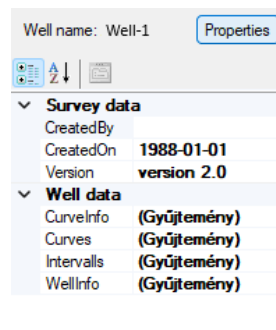 Well name: Well-1 Properties
Survey data
CreatedBy
CreatedOn 1988-01-01
Version version 2.0
Well data
CurveInfo (Gyűjtemény)
Curves (Gyűjtemény)
Intervalls (Gyűjtemény)
WellInfo (Gyűjtemény)